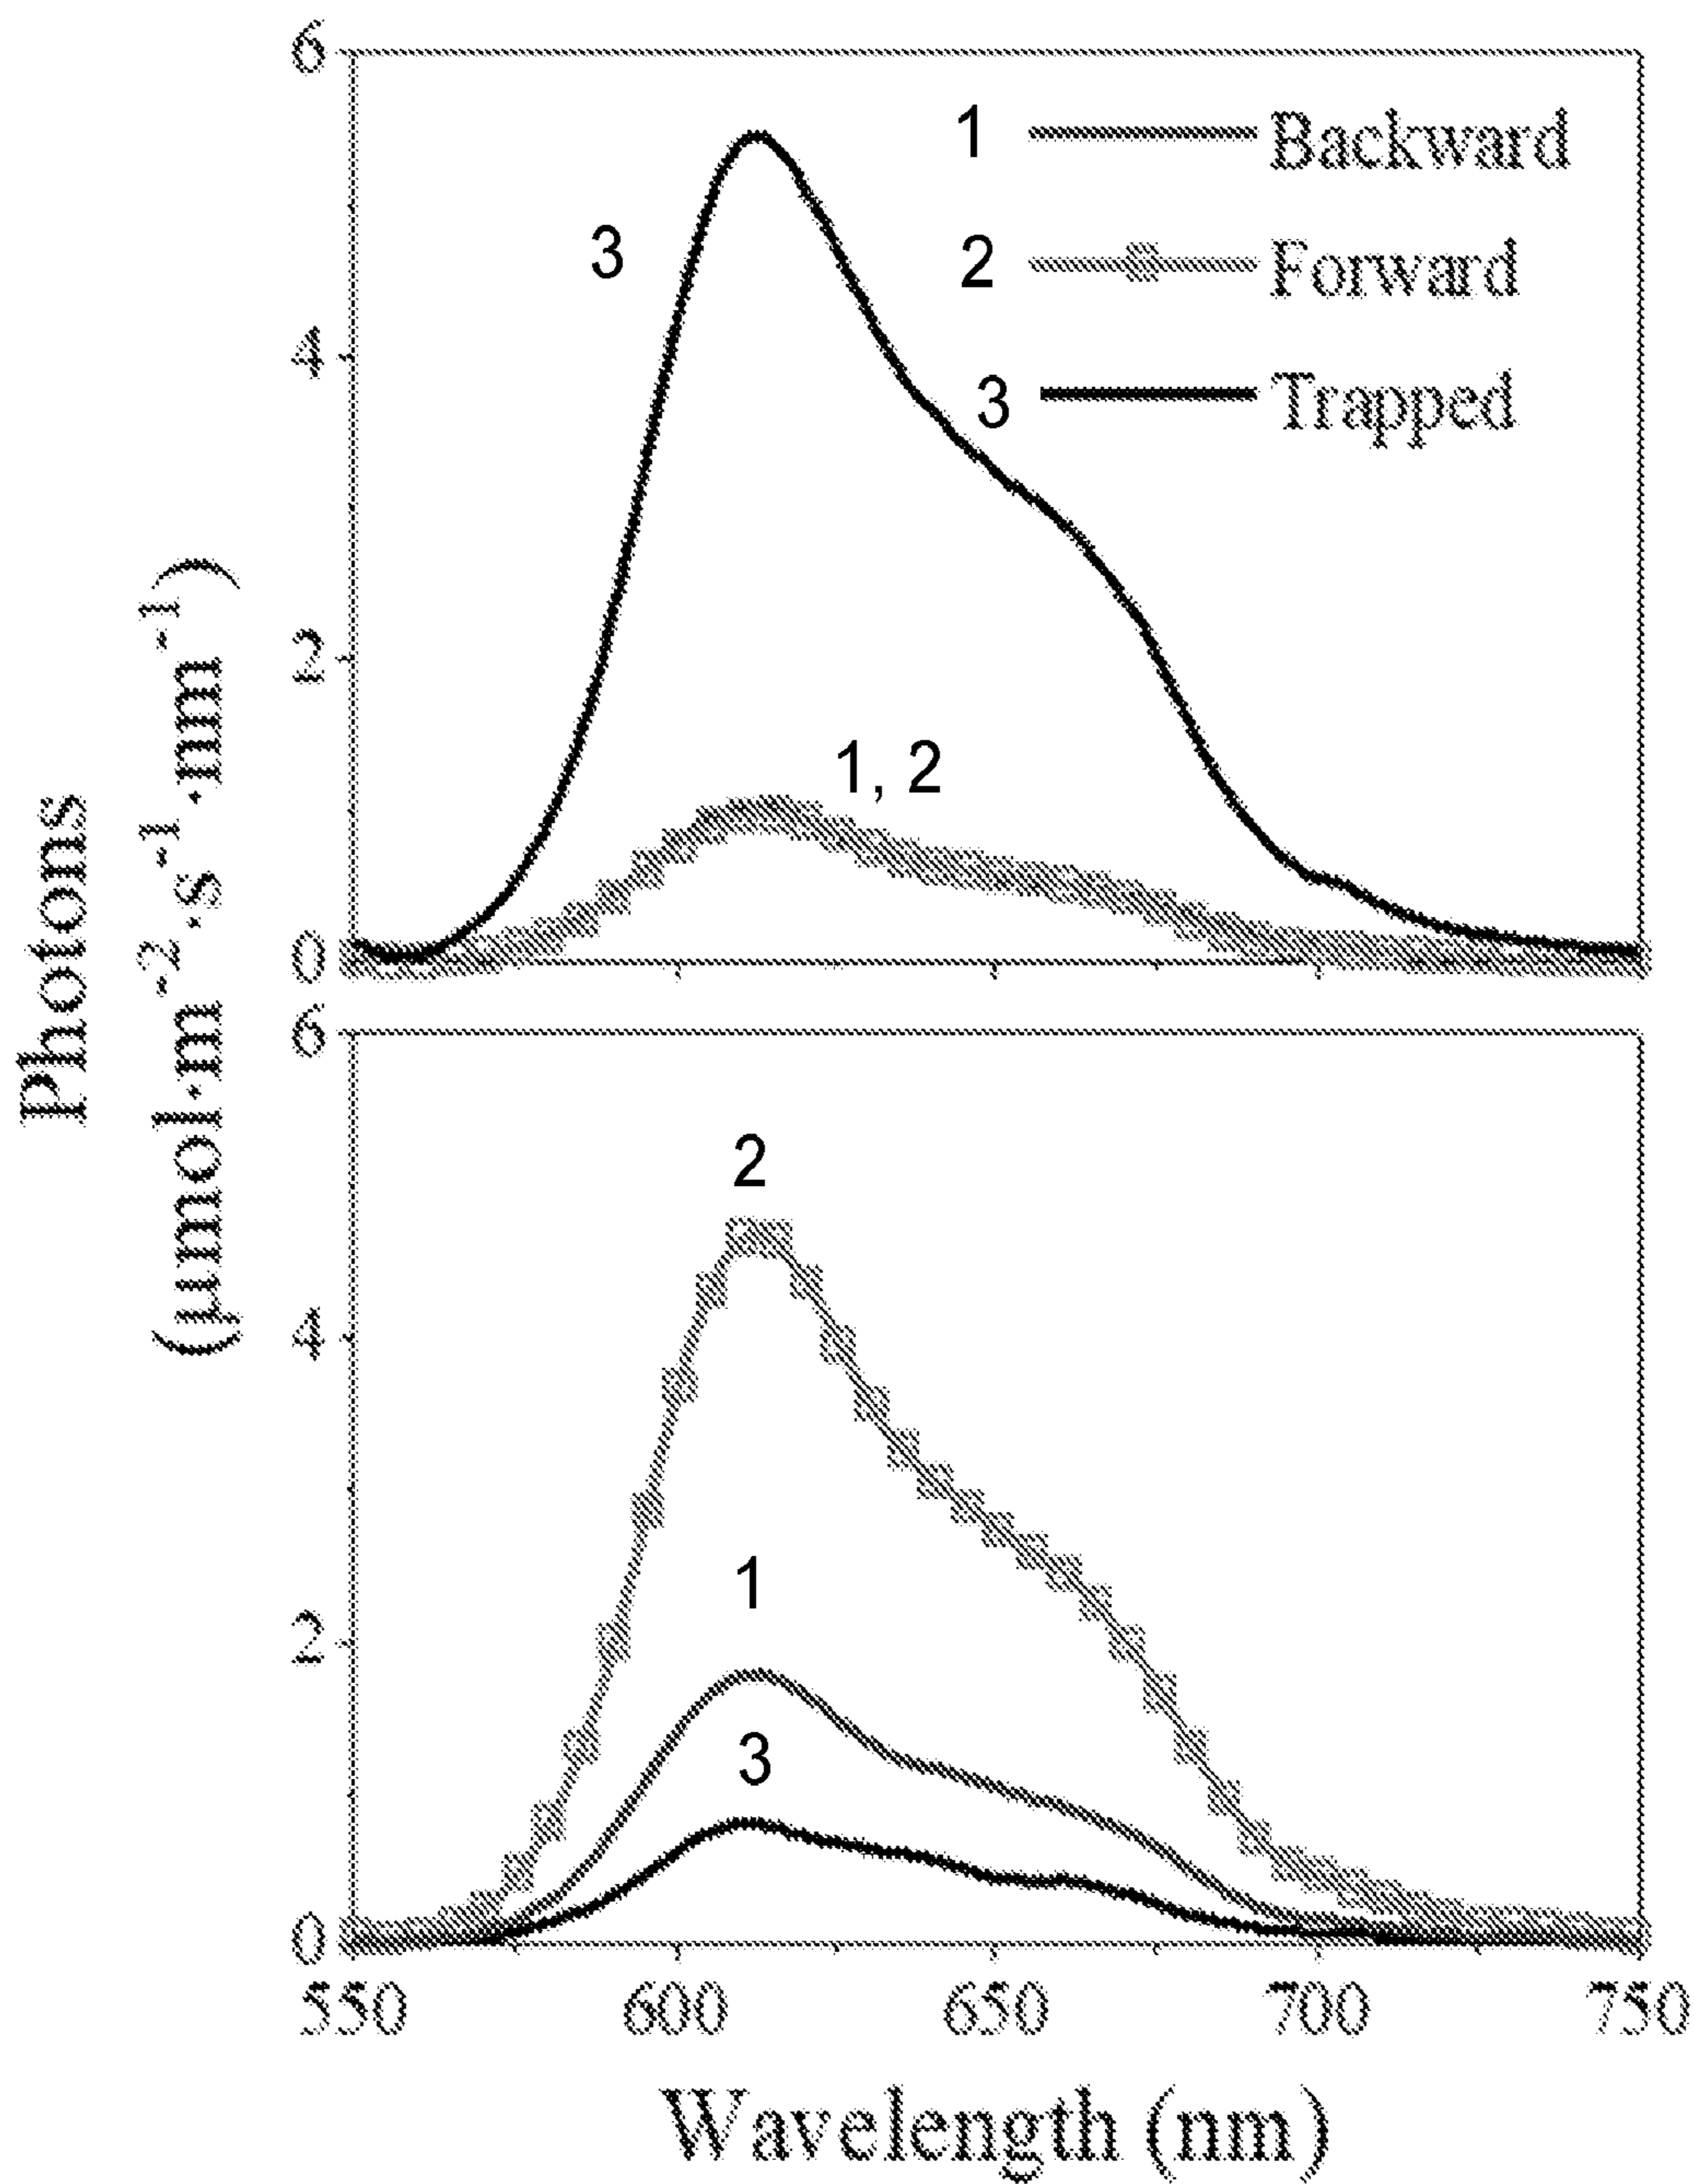 6
1 Backward
3
2 Forward
4
3 Trapped
2
1, 2
0
Photons
(μmol·m⁻²·s⁻¹·nm⁻¹)
6
2
4
1
2
3
0
550 600 650 700 750
Wavelength (nm)